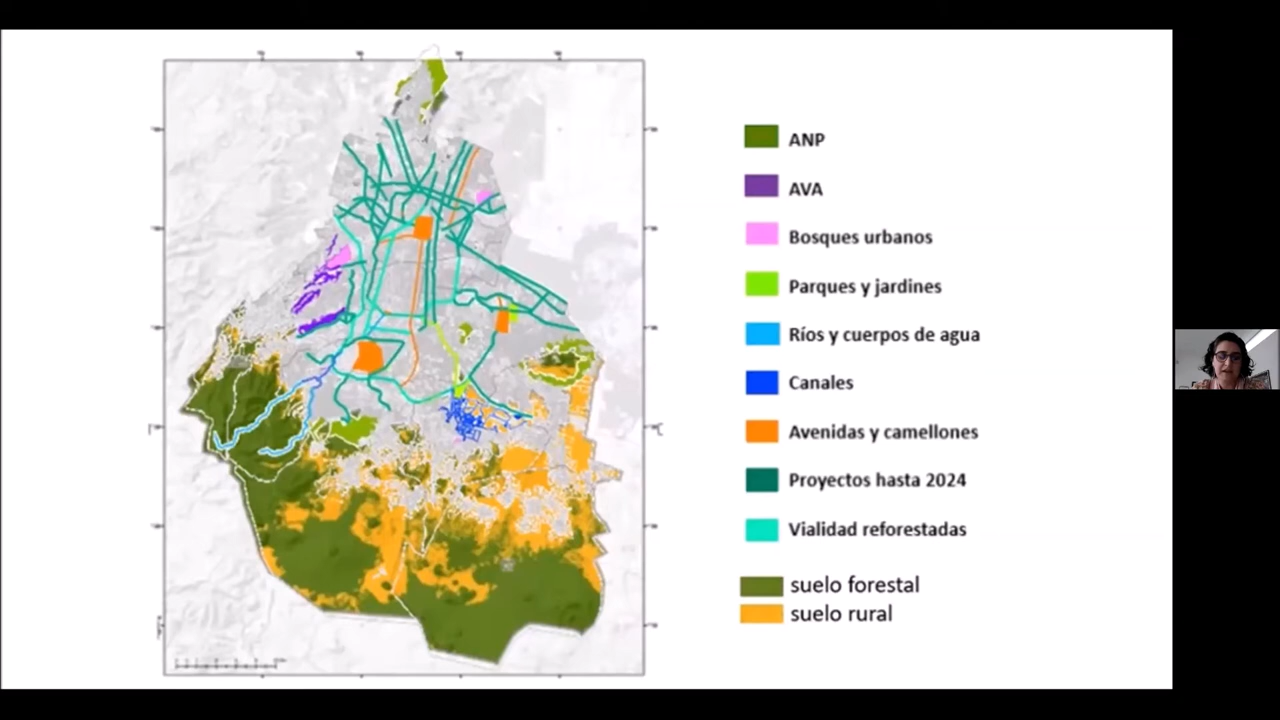 ANP
AVA
Bosques urbanos
Parques y jardines
Ríos y cuerpos de agua
Canales
Avenidas y camellones
Proyectos hasta 2024
Vialidad reforestadas
suelo forestal
suelo rural